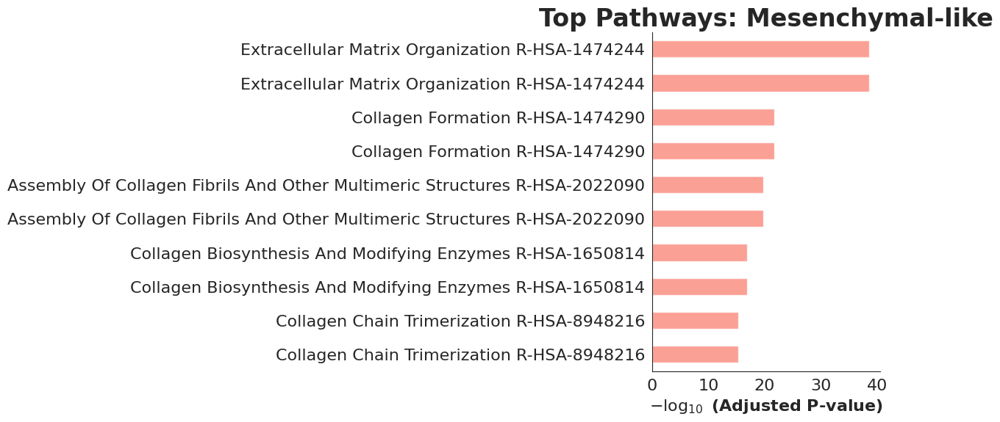 Top Pathways: Mesenchymal-like
Extracellular Matrix Organization R-HSA-1474244
Extracellular Matrix Organization R-HSA-1474244
Collagen Formation R-HSA-1474290
Collagen Formation R-HSA-1474290
Assembly Of Collagen Fibrils And Other Multimeric Structures R-HSA-2022090
Assembly Of Collagen Fibrils And Other Multimeric Structures R-HSA-2022090
Collagen Biosynthesis And Modifying Enzymes R-HSA-1650814
Collagen Biosynthesis And Modifying Enzymes R-HSA-1650814
Collagen Chain Trimerization R-HSA-8948216
Collagen Chain Trimerization R-HSA-8948216
0 10 20 30 40
−log₁₀ (Adjusted P-value)